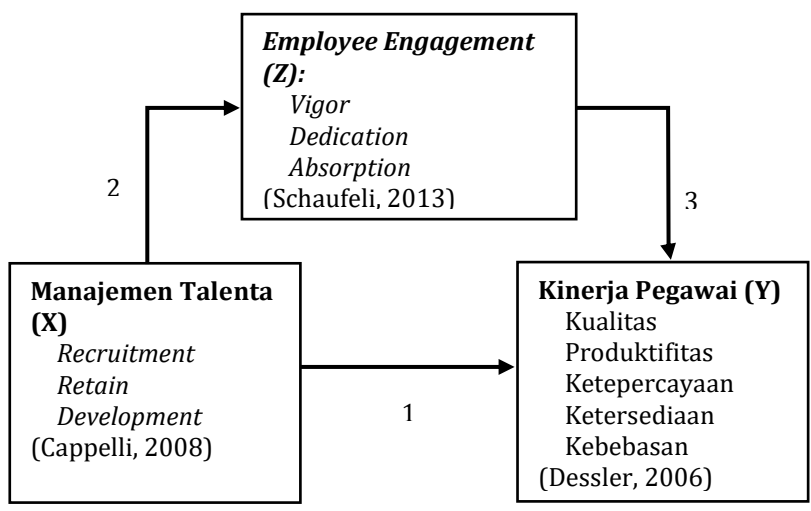 Employee Engagement
(Z):
Vigor
Dedication
Absorption
(Schaufeli, 2013)
2
3
Manajemen Talenta
(X)
Recruitment
Retain
Development
(Cappelli, 2008)
1
Kinerja Pegawai (Y)
Kualitas
Produktifitas
Ketepercayaan
Ketersediaan
Kebebasan
(Dessler, 2006)